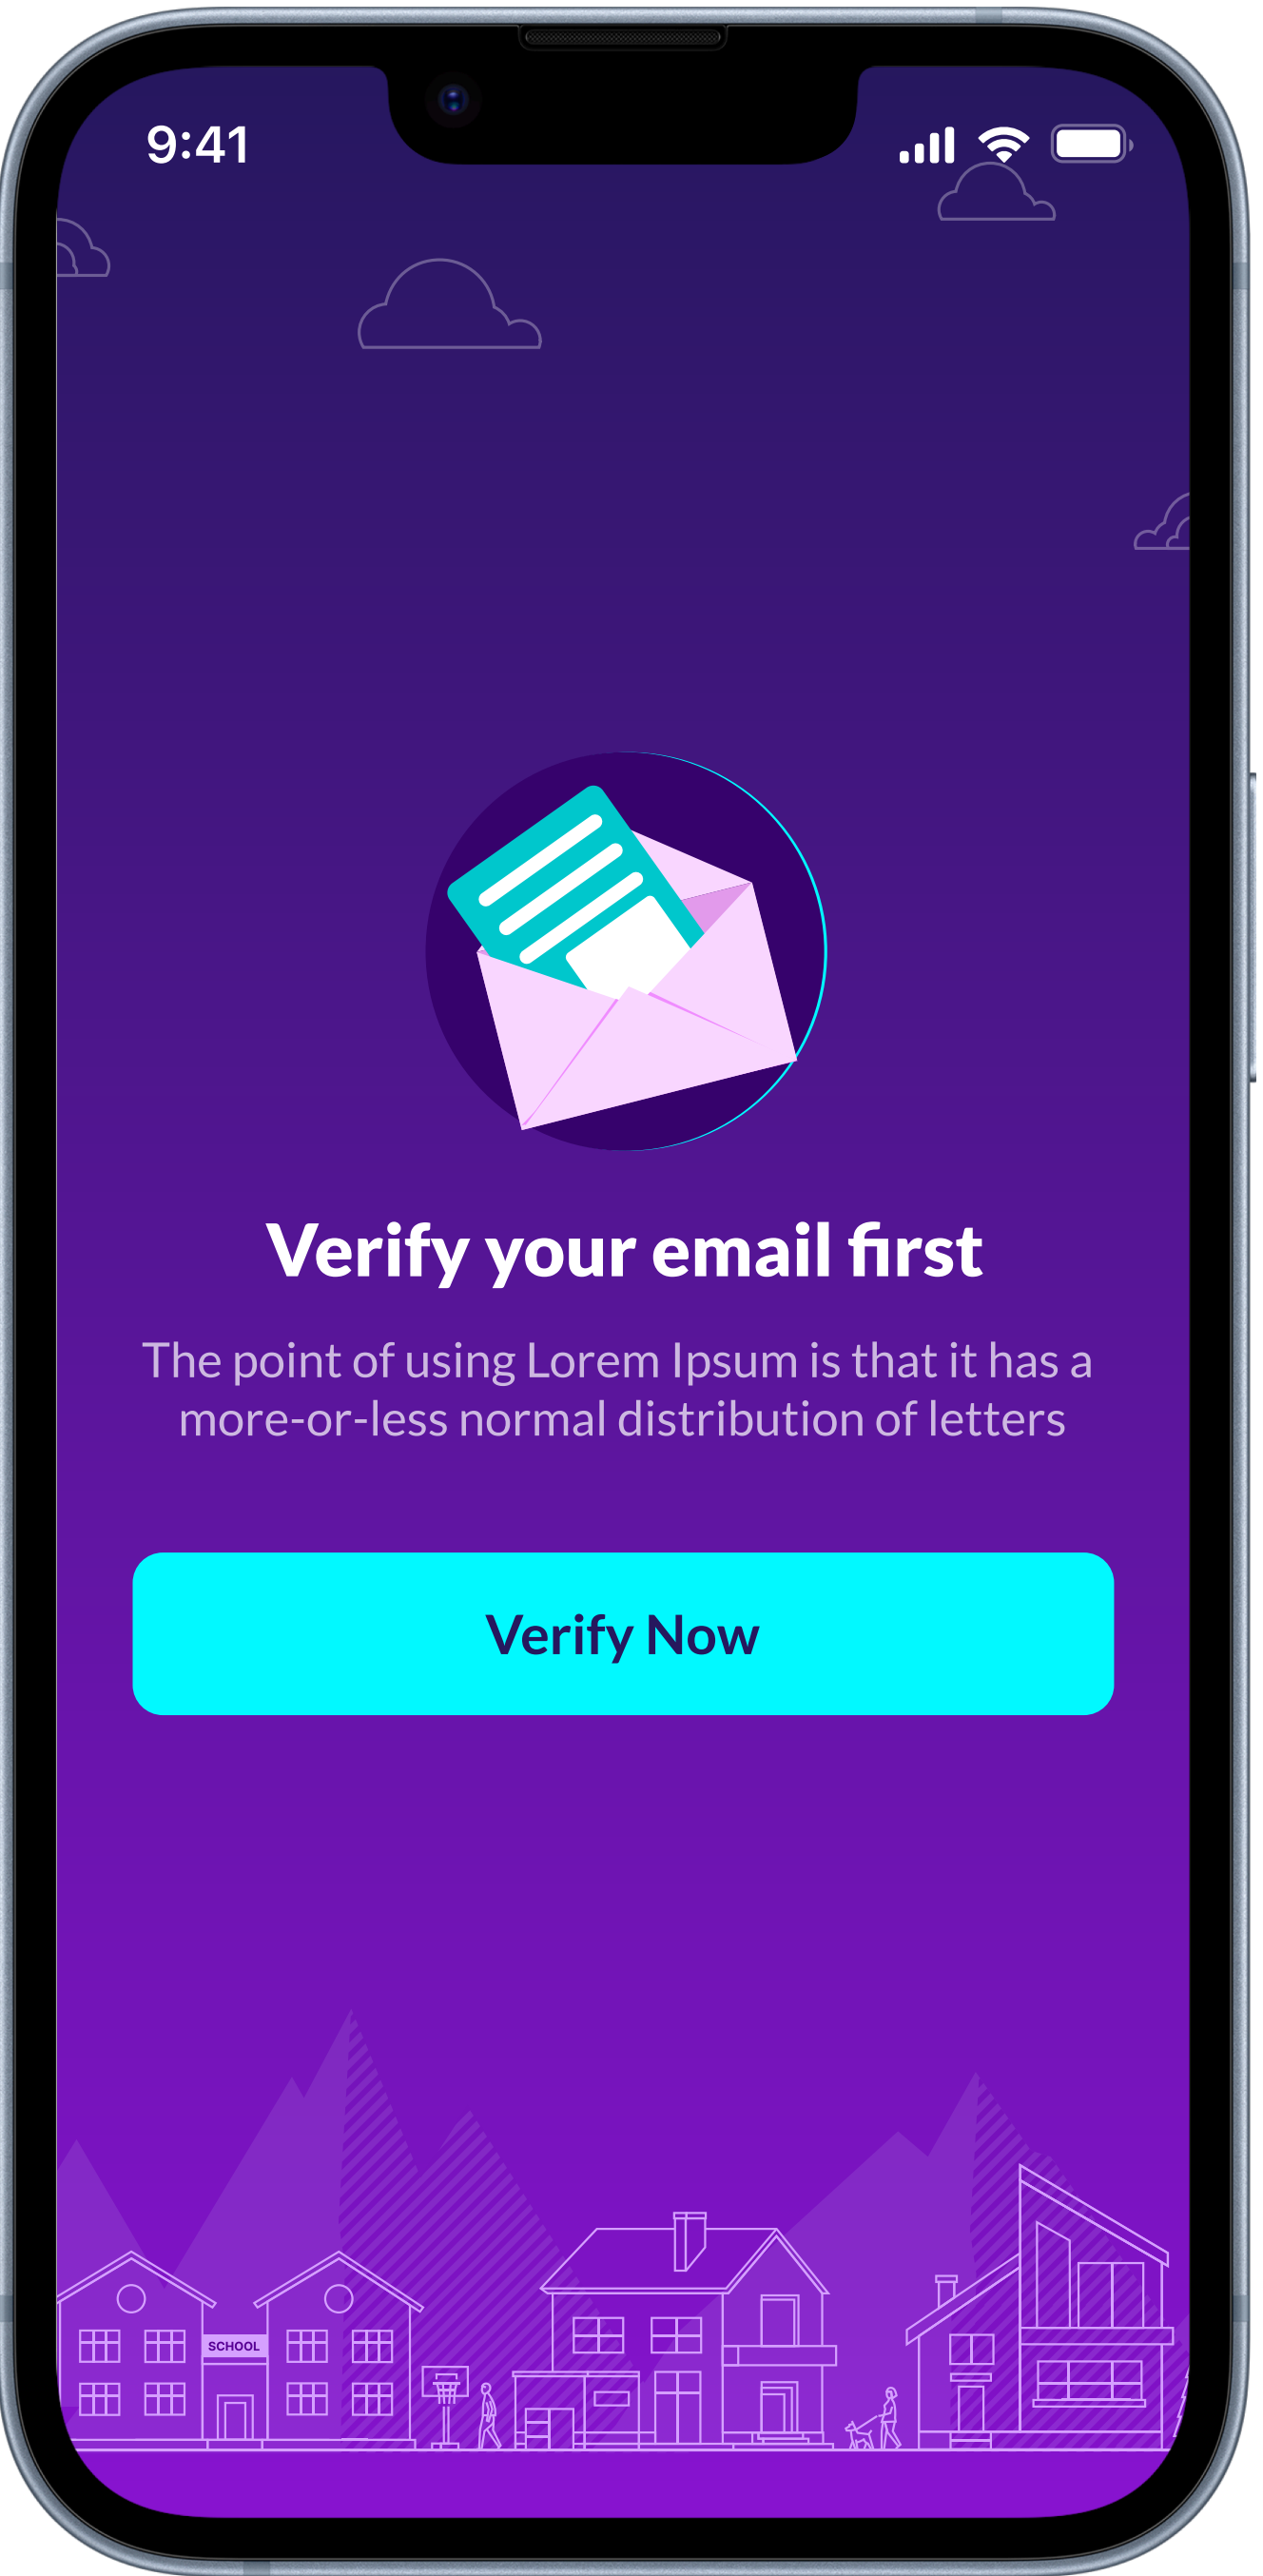 9:41
Verify your email first
The point of using Lorem Ipsum is that it has a
more-or-less normal distribution of letters
Verify Now
SCHOOL